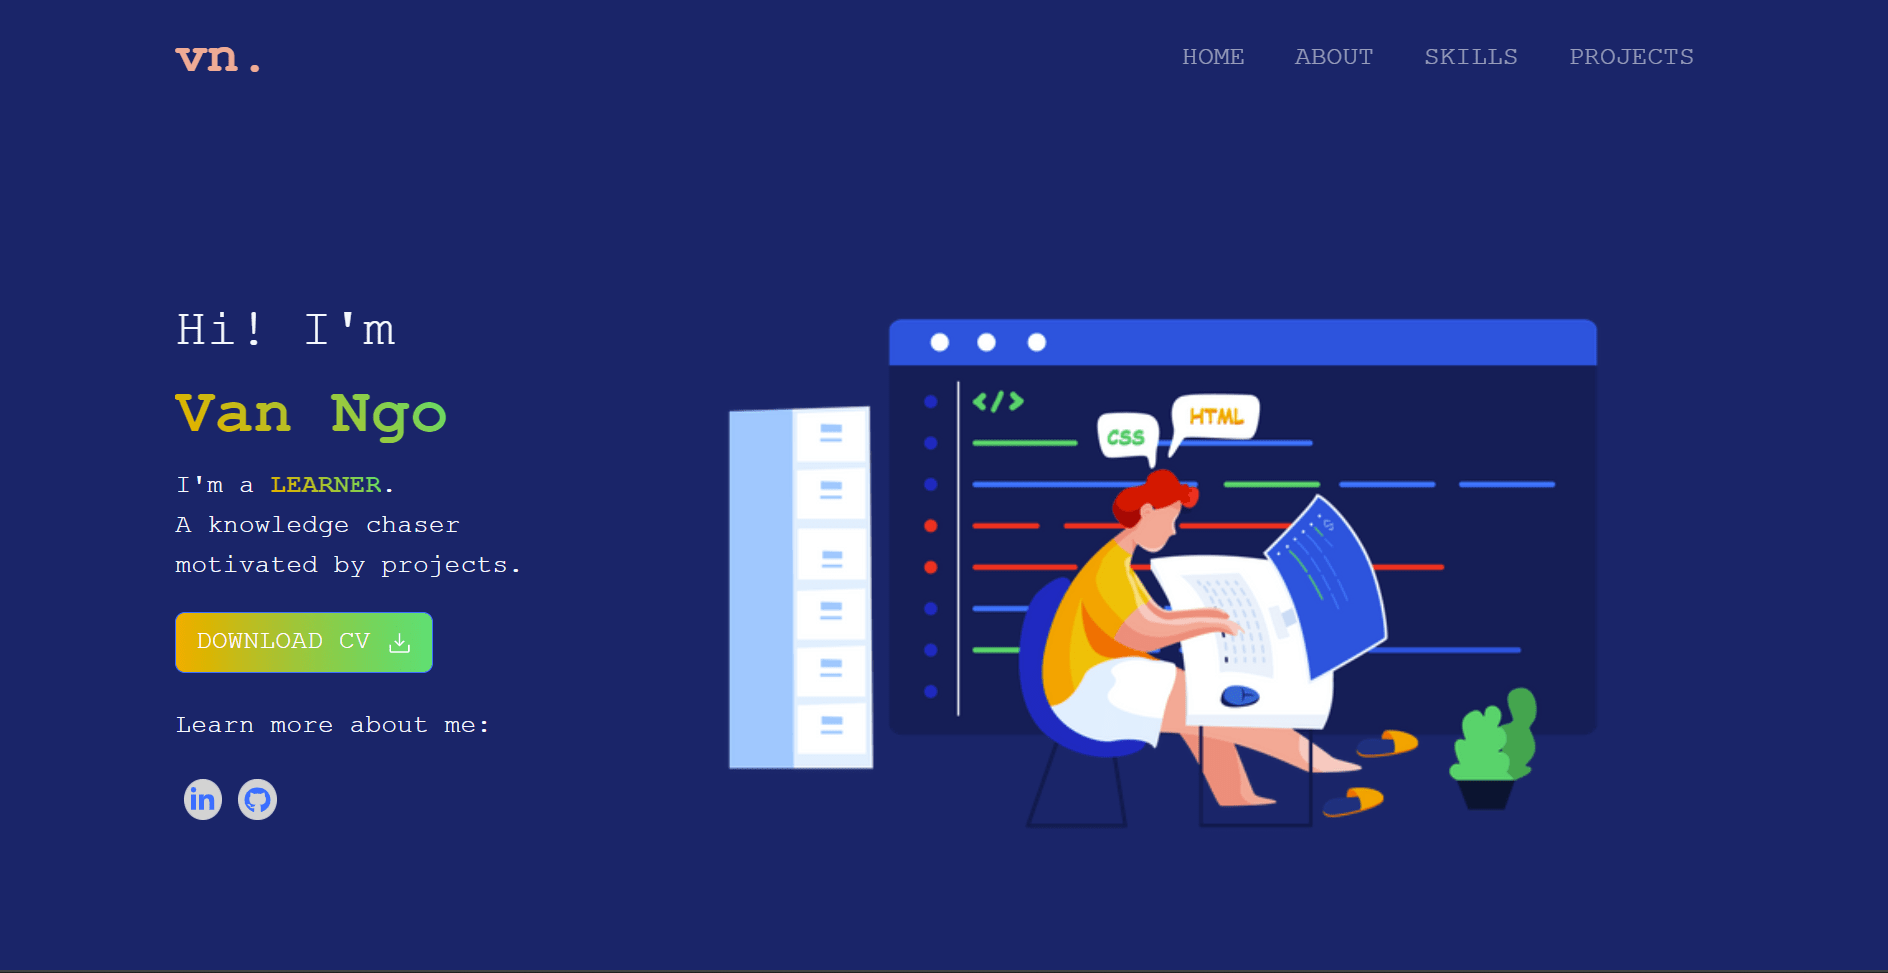 vn.
HOME ABOUT SKILLS PROJECTS
Hi! I'm
Van Ngo
I'm a LEARNER.
A knowledge chaser
motivated by projects.
DOWNLOAD CV
Learn more about me:
in
</>
CSS
HTML